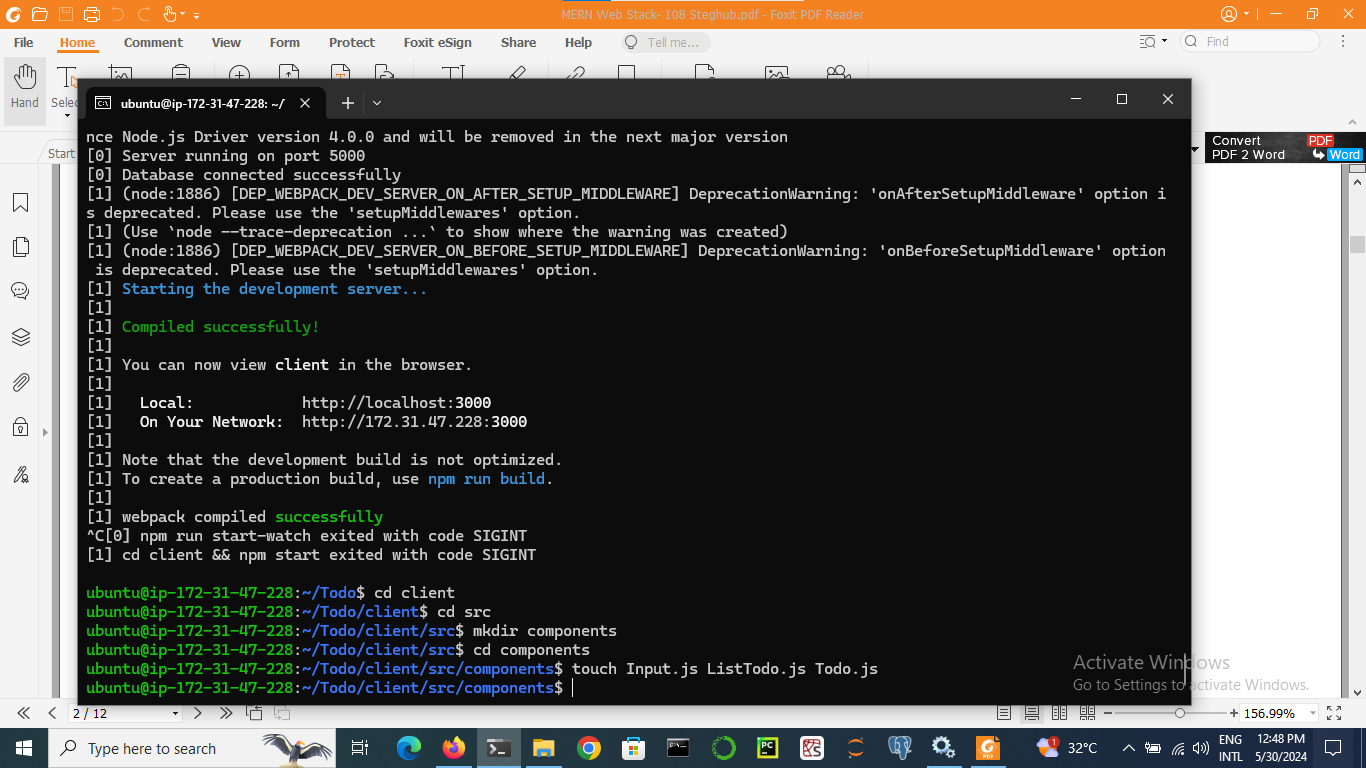 MERN Web Stack- 108 Steghub.pdf - Foxit PDF Reader
File Home Comment View Form Protect Foxit eSign Share Help Tell me... Find
Hand
Start
ubuntu@ip-172-31-47-228: ~/
Convert PDF
PDF 2 Word Word
nce Node.js Driver version 4.0.0 and will be removed in the next major version
[0] Server running on port 5000
[0] Database connected successfully
[1] (node:1886) [DEP_WEBPACK_DEV_SERVER_ON_AFTER_SETUP_MIDDLEWARE] DeprecationWarning: 'onAfterSetupMiddleware' option i
s deprecated. Please use the 'setupMiddlewares' option.
[1] (Use `node --trace-deprecation ...` to show where the warning was created)
[1] (node:1886) [DEP_WEBPACK_DEV_SERVER_ON_BEFORE_SETUP_MIDDLEWARE] DeprecationWarning: 'onBeforeSetupMiddleware' option
is deprecated. Please use the 'setupMiddlewares' option.
[1] Starting the development server...
[1]
[1] Compiled successfully!
[1]
[1] You can now view client in the browser.
[1]
[1] Local: http://localhost:3000
[1] On Your Network: http://172.31.47.228:3000
[1]
[1] Note that the development build is not optimized.
[1] To create a production build, use npm run build.
[1]
[1] webpack compiled successfully
^C[0] npm run start-watch exited with code SIGINT
[1] cd client && npm start exited with code SIGINT
ubuntu@ip-172-31-47-228:~/Todo$ cd client
ubuntu@ip-172-31-47-228:~/Todo/client$ cd src
ubuntu@ip-172-31-47-228:~/Todo/client/src$ mkdir components
ubuntu@ip-172-31-47-228:~/Todo/client/src$ cd components
ubuntu@ip-172-31-47-228:~/Todo/client/src/components$ touch Input.js ListTodo.js Todo.js
ubuntu@ip-172-31-47-228:~/Todo/client/src/components$
Activate Windows
Go to Settings to activate Windows.
2 / 12
156.99%
Type here to search
32°C
ENG
INTL
12:48 PM
5/30/2024